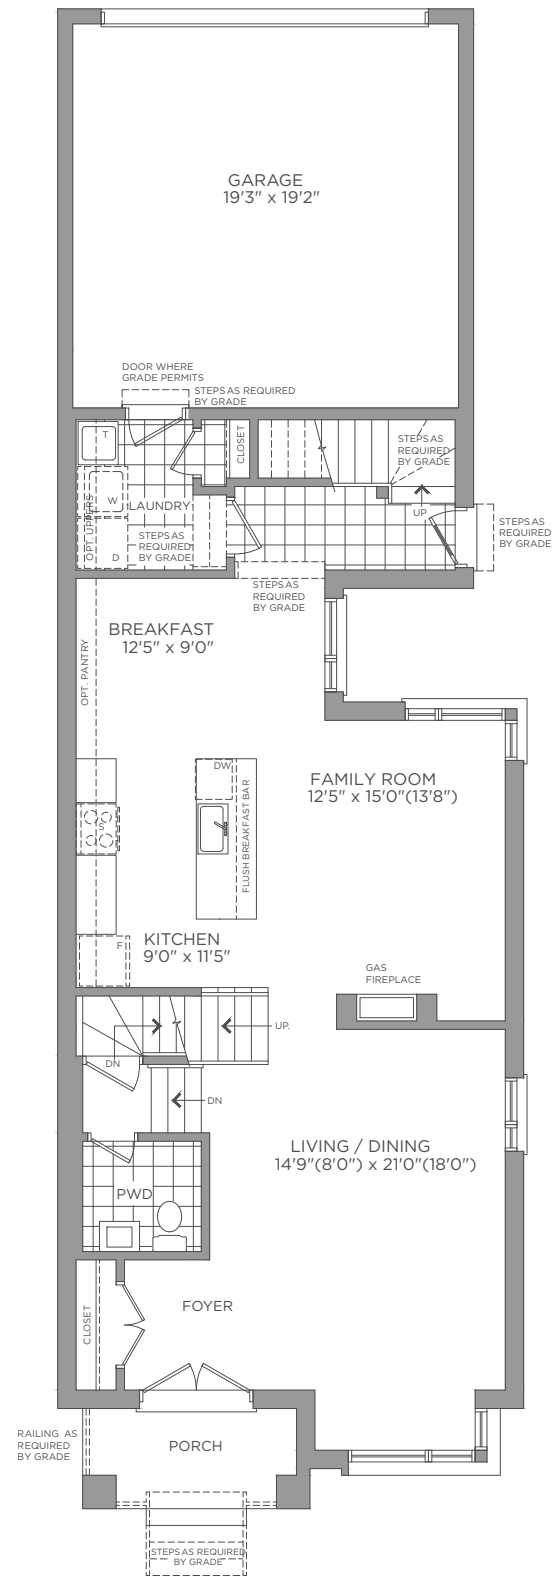 GARAGE
19'3" x 19'2"
DOOR WHERE
GRADE PERMITS
STEPS AS REQUIRED
BY GRADE
T
CLOSET
STEPS AS
REQUIRED
BY GRADE
OPT. UPPERS
W
LAUNDRY
UP
STEPS AS
REQUIRED
BY GRADE
STEPS AS
REQUIRED
BY GRADE
D
STEPS AS
REQUIRED
BY GRADE
BREAKFAST
12'5" x 9'0"
OPT. PANTRY
DW
FAMILY ROOM
12'5" x 15'0"(13'8")
FLUSH BREAKFAST BAR
S
KITCHEN
9'0" x 11'5"
F
GAS
FIREPLACE
UP.
DN
DN
LIVING / DINING
14'9"(8'0") x 21'0"(18'0")
PWD
FOYER
CLOSET
RAILING AS
REQUIRED
BY GRADE
PORCH
STEPS AS REQUIRED
BY GRADE